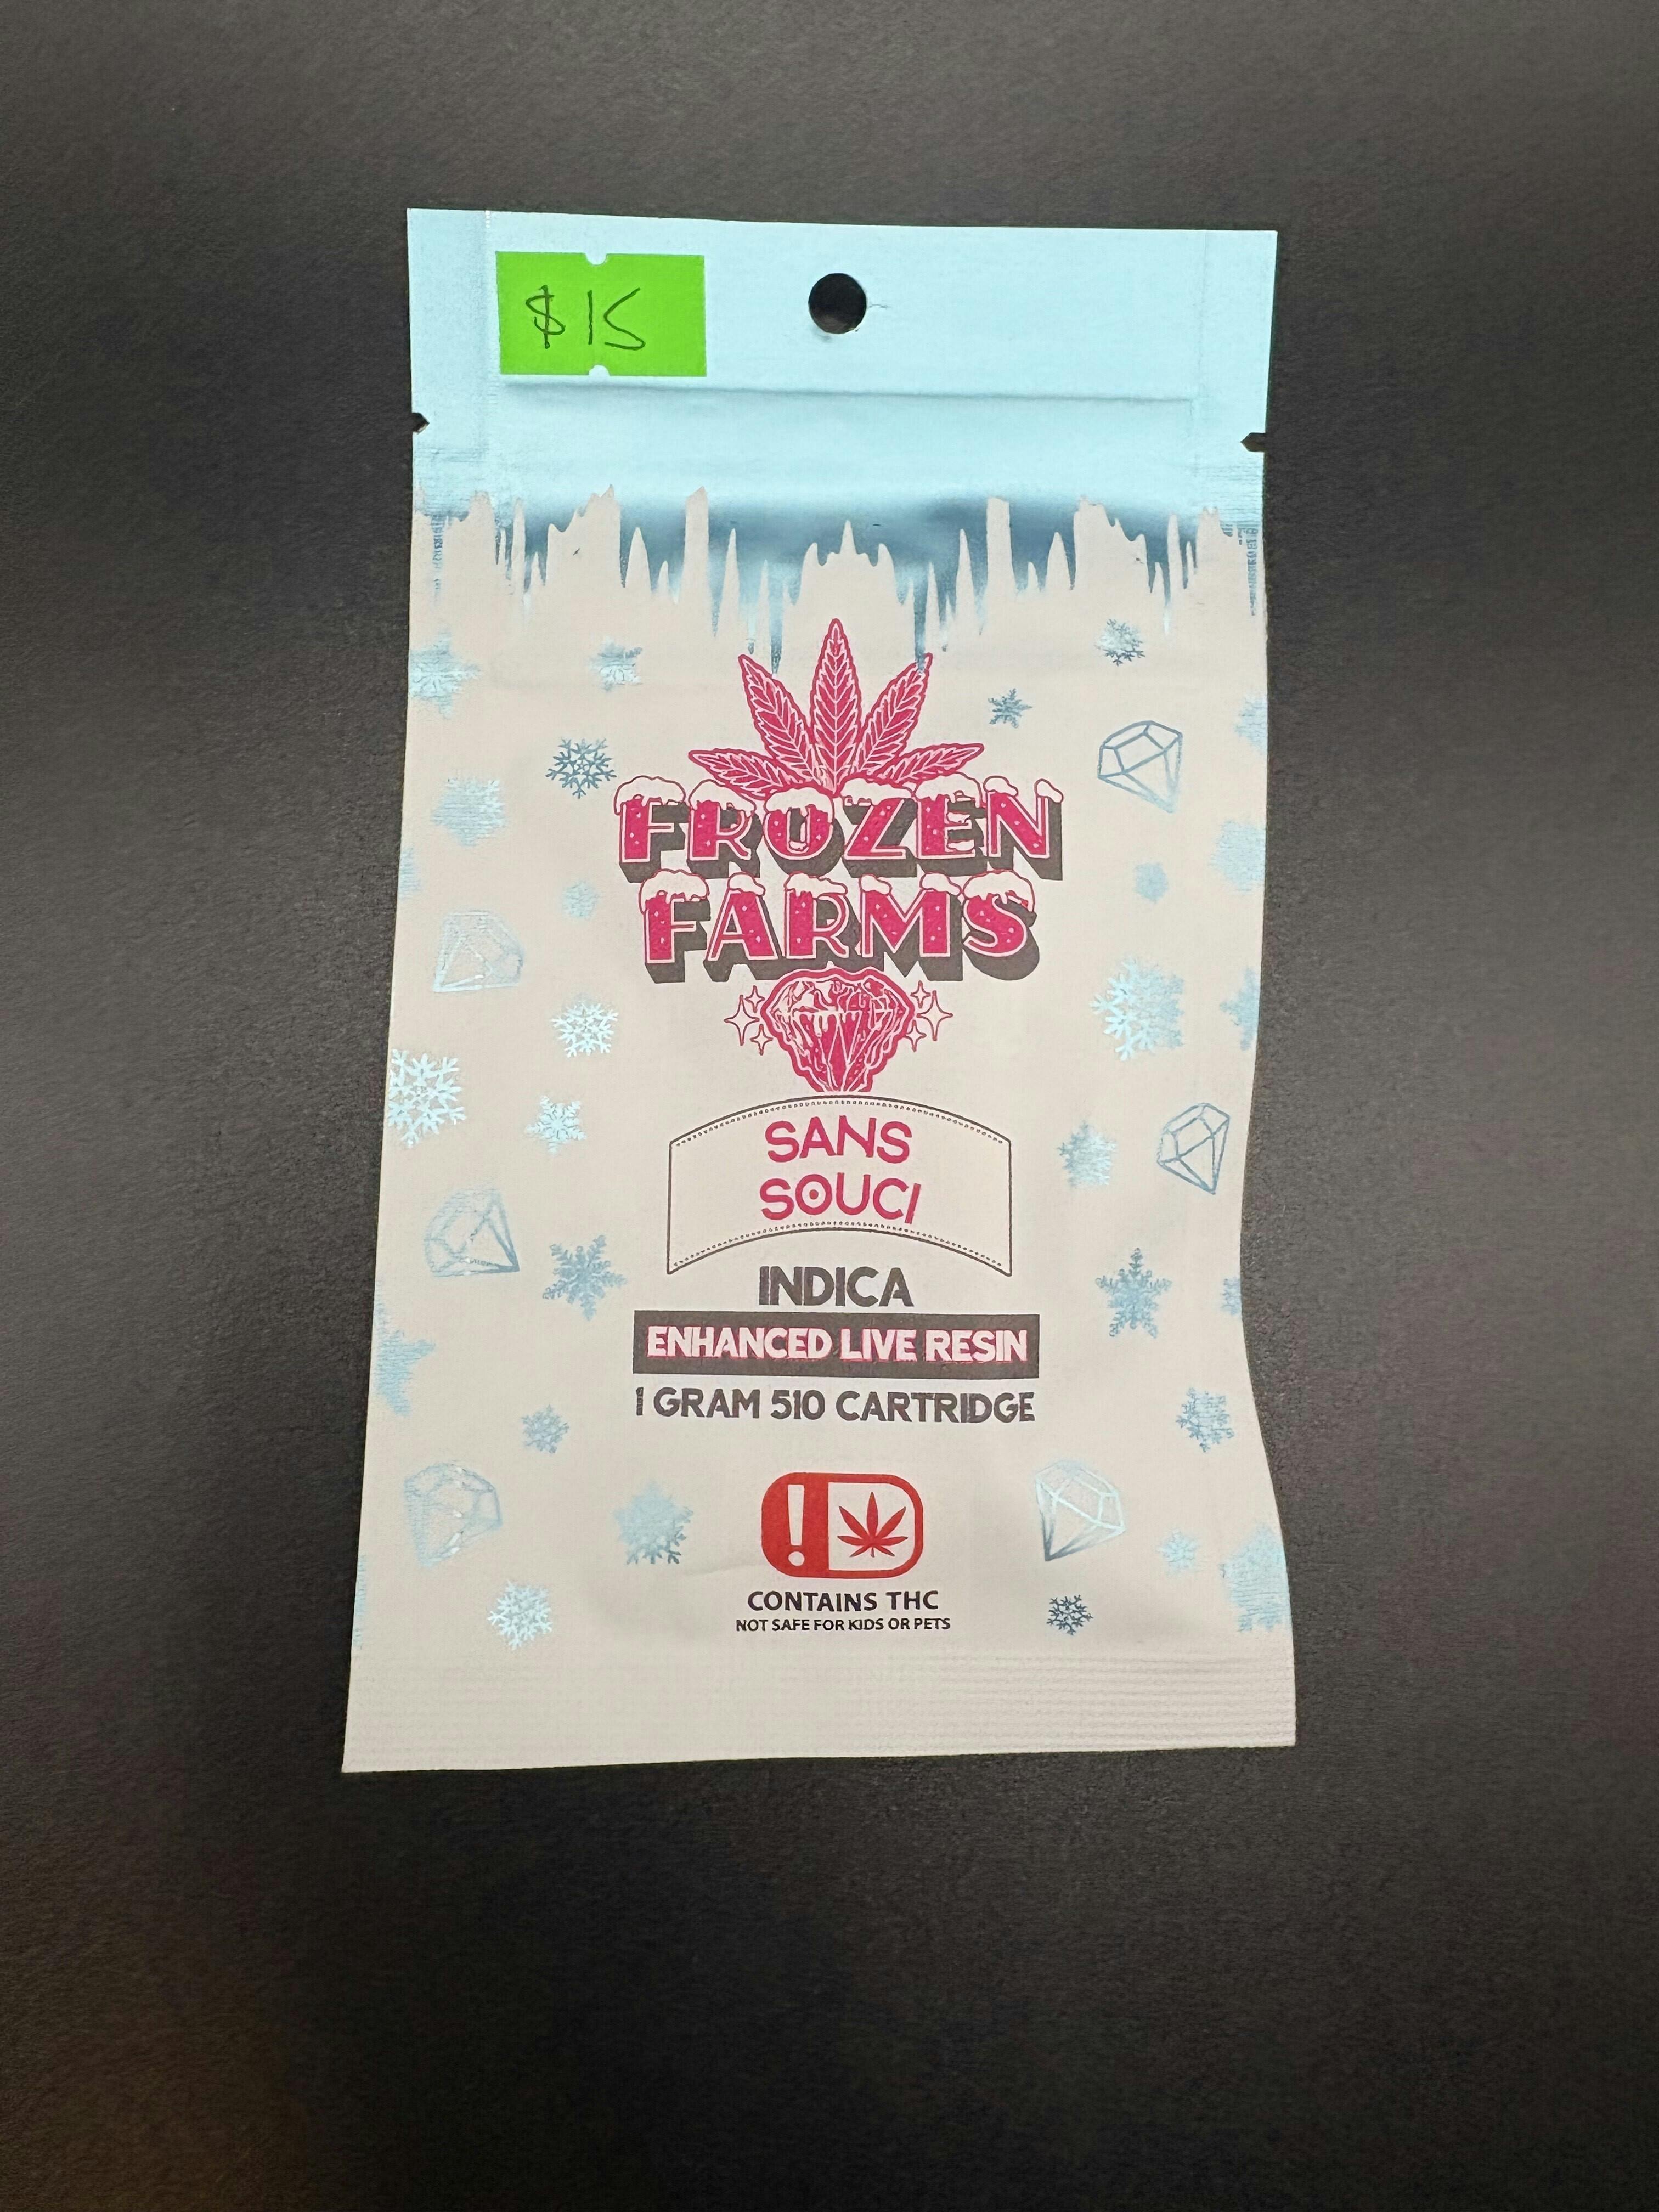 $15
FROZEN
FARMS
SANS
SOUCI
INDICA
ENHANCED LIVE RESIN
1 GRAM 510 CARTRIDGE
!
CONTAINS THC
NOT SAFE FOR KIDS OR PETS